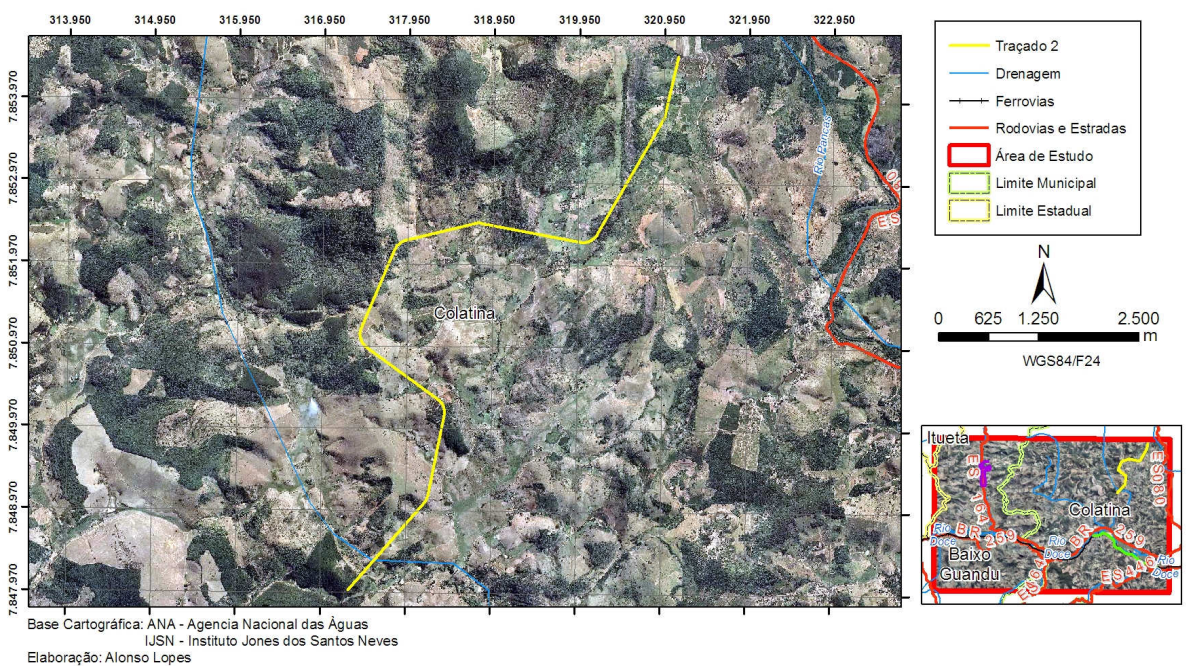 313.950 314.950 315.950 316.950 317.950 318.950 319.950 320.950 321.950 322.950
7.853.970
7.852.970
7.851.970
7.850.970
7.849.970
7.848.970
7.847.970
Rio Pancas
ES
080
Colatina
Traçado 2
Drenagem
Ferrovias
Rodovias e Estradas
Área de Estudo
Limite Municipal
Limite Estadual
N
0 625 1.250 2.500
m
WGS84/F24
Itueta
ES 164
ES080
Colatina
Rio Doce
BR 259
Rio Doce
BR 259
Baixo Guandu
ES164
ES446
Rio Doce
Base Cartográfica: ANA - Agencia Nacional das Àguas
IJSN - Instituto Jones dos Santos Neves
Elaboração: Alonso Lopes